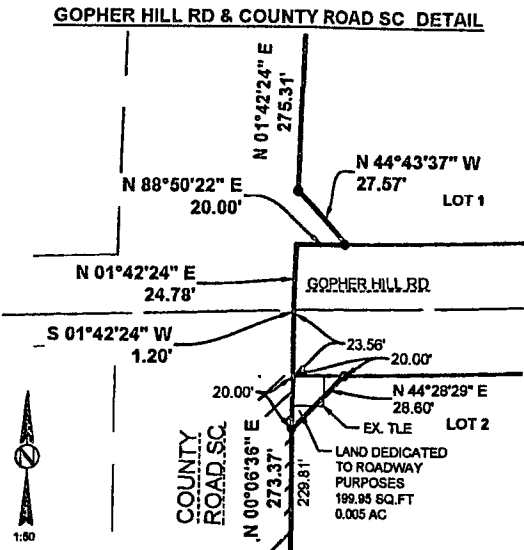 GOPHER HILL RD & COUNTY ROAD SC DETAIL
N 01°42'24" E
275.31'
N 44°43'37" W
27.57'
LOT 1
N 88°50'22" E
20.00'
N 01°42'24" E
24.78'
GOPHER HILL RD
S 01°42'24" W
1.20'
23.56'
20.00'
20.00'
N 44°28'29" E
28.60'
LOT 2
EX. TLE
LAND DEDICATED
TO ROADWAY
PURPOSES
199.95 SQ.FT
0.005 AC
COUNTY
ROAD SC
N 00°06'36" E
273.37'
229.81'
N
1:60